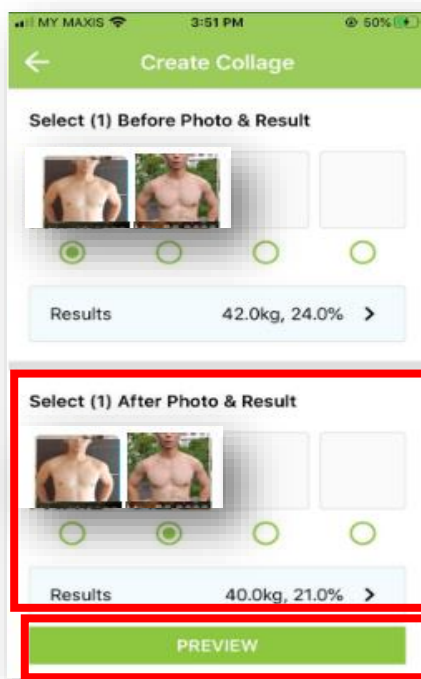 MY MAXIS 3:51 PM 50%
Create Collage
Select (1) Before Photo & Result
Results 42.0kg, 24.0% >
Select (1) After Photo & Result
Results 40.0kg, 21.0% >
PREVIEW